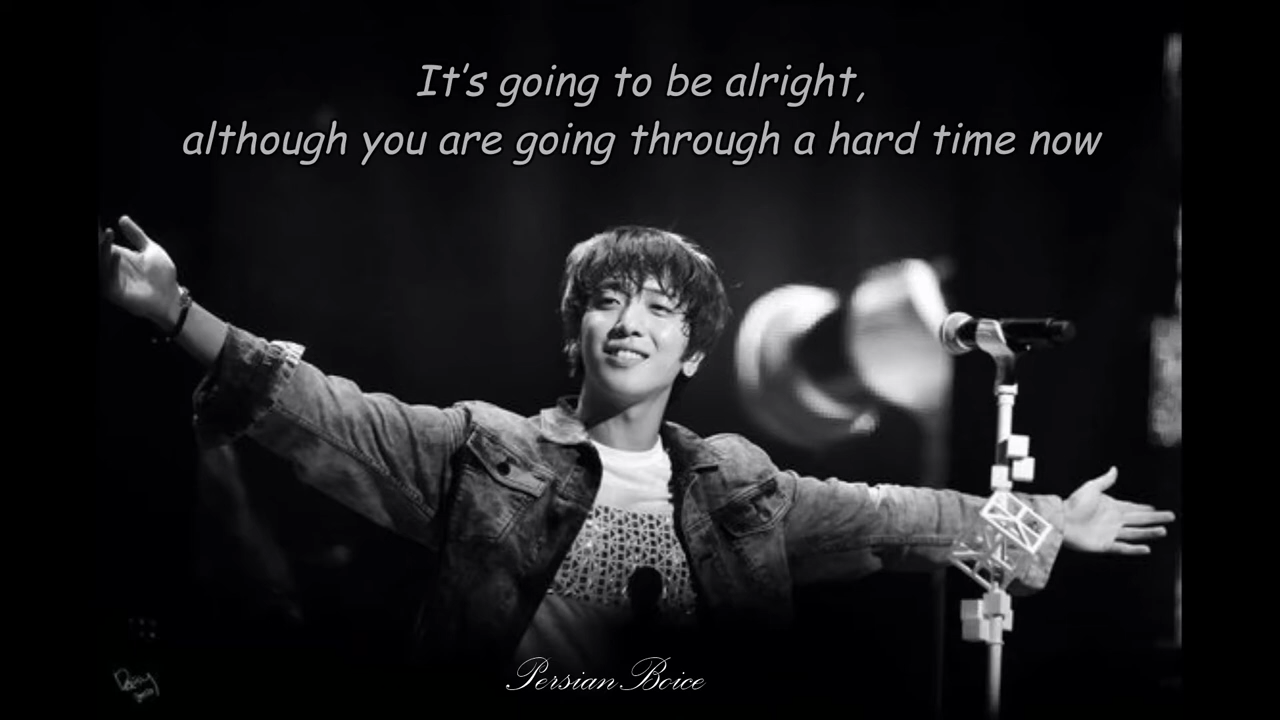 It's going to be alright,
although you are going through a hard time now
Persian Boice